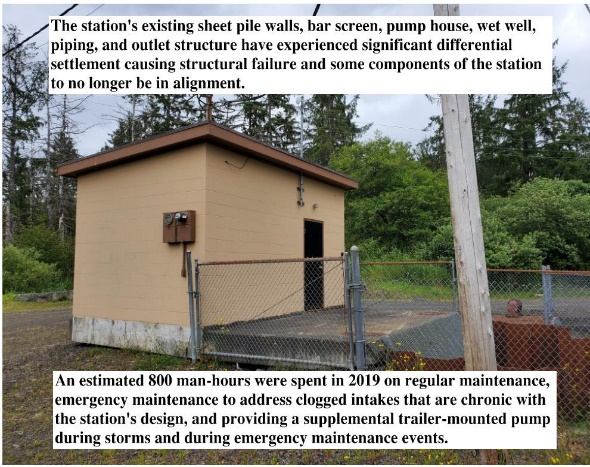 The station's existing sheet pile walls, bar screen, pump house, wet well,
piping, and outlet structure have experienced significant differential
settlement causing structural failure and some components of the station
to no longer be in alignment.
An estimated 800 man-hours were spent in 2019 on regular maintenance,
emergency maintenance to address clogged intakes that are chronic with
the station's design, and providing a supplemental trailer-mounted pump
during storms and during emergency maintenance events.